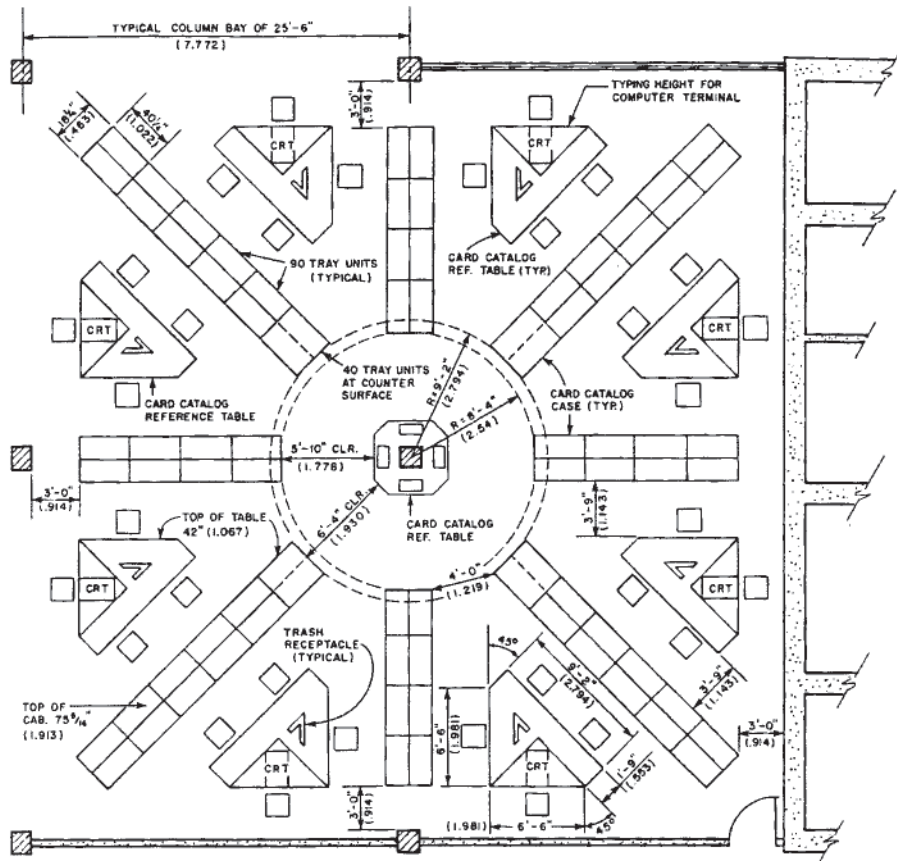 TYPICAL COLUMN BAY OF 25'-6"
(7.772)
3'-0"
(.914)
TYPING HEIGHT FOR
COMPUTER TERMINAL
18¼"
(.463)
40¼"
(1.022)
CRT
CRT
90 TRAY UNITS
(TYPICAL)
CARD CATALOG
REF. TABLE (TYP.)
CRT
CRT
R=9'-2"
(2.794)
40 TRAY UNITS
AT COUNTER
SURFACE
R=8'-4"
(2.54)
CARD CATALOG
REFERENCE TABLE
CARD CATALOG
CASE (TYP.)
5'-10" CLR.
(1.778)
3'-0"
(.914)
3'-9"
(1.143)
6'-4" CLR.
(1.930)
TOP OF TABLE
42" (1.067)
CARD CATALOG
REF. TABLE
4'-0"
(1.219)
CRT
CRT
TRASH
RECEPTACLE
(TYPICAL)
45°
9'-2"
(2.794)
3'-9"
(1.143)
TOP OF
CAB. 75 5/16"
(1.913)
6'-6"
(1.981)
3'-0"
(.914)
CRT
CRT
1'-9"
(.553)
3'-0"
(.914)
(1.981)
6'-6"
45°